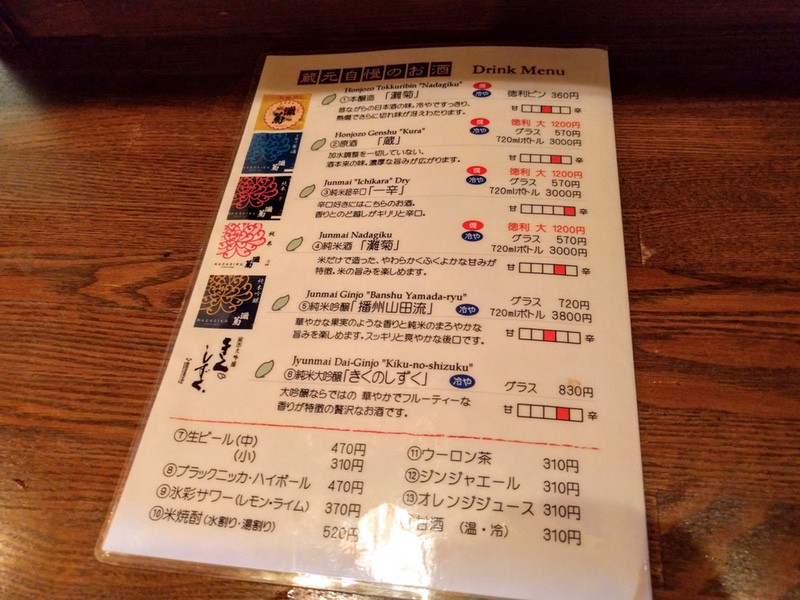 蔵元自慢のお酒 Drink Menu
Honjozo Tokkuribin "Nadagiku"
①本醸造「灘菊」 燗 冷や 徳利ビン 360円
昔ながらの日本酒の味。冷やですっきり、
熱燗でさらに切れ味が冴えわたります。
甘 辛
Honjozo Genshu "Kura"
②原酒「蔵」 燗 冷や 徳利 大 1200円
グラス 570円
720mlボトル 3000円
加水調整を一切していない、
酒本来の味。濃厚な旨みが広がります。
甘 辛
Junmai "Ichikara" Dry
③純米超辛口「一辛」 燗 冷や 徳利 大 1200円
グラス 570円
720mlボトル 3000円
辛口好きにはこちらのお酒。
香りとのど越しがキリリと辛口。
甘 辛
Junmai Nadagiku
④純米酒「灘菊」 燗 冷や 徳利 大 1200円
グラス 570円
720mlボトル 3000円
米だけで造った、やわらかくふくよかな甘みが
特徴。米の旨みを楽しめます。
甘 辛
Junmai Ginjo "Banshu Yamada-ryu"
⑤純米吟醸「播州山田流」 冷や グラス 720円
720mlボトル 3800円
華やかな果実のような香りと純米のまろやかな
旨みを楽しめます。スッキリと爽やかな後口です。
甘 辛
Jyunmai Dai-Ginjo "Kiku-no-shizuku"
⑥純米大吟醸「きくのしずく」 冷や グラス 830円
大吟醸ならではの 華やかでフルーティーな
香りが特徴の贅沢なお酒です。
甘 辛
⑦生ビール(中) 470円
(小) 310円
⑧ブラックニッカ・ハイボール 470円
⑨氷彩サワー(レモン・ライム) 370円
⑩米焼酎(水割り・湯割り) 520円
⑪ウーロン茶 310円
⑫ジンジャエール 310円
⑬オレンジジュース 310円
甘酒 (温・冷) 310円